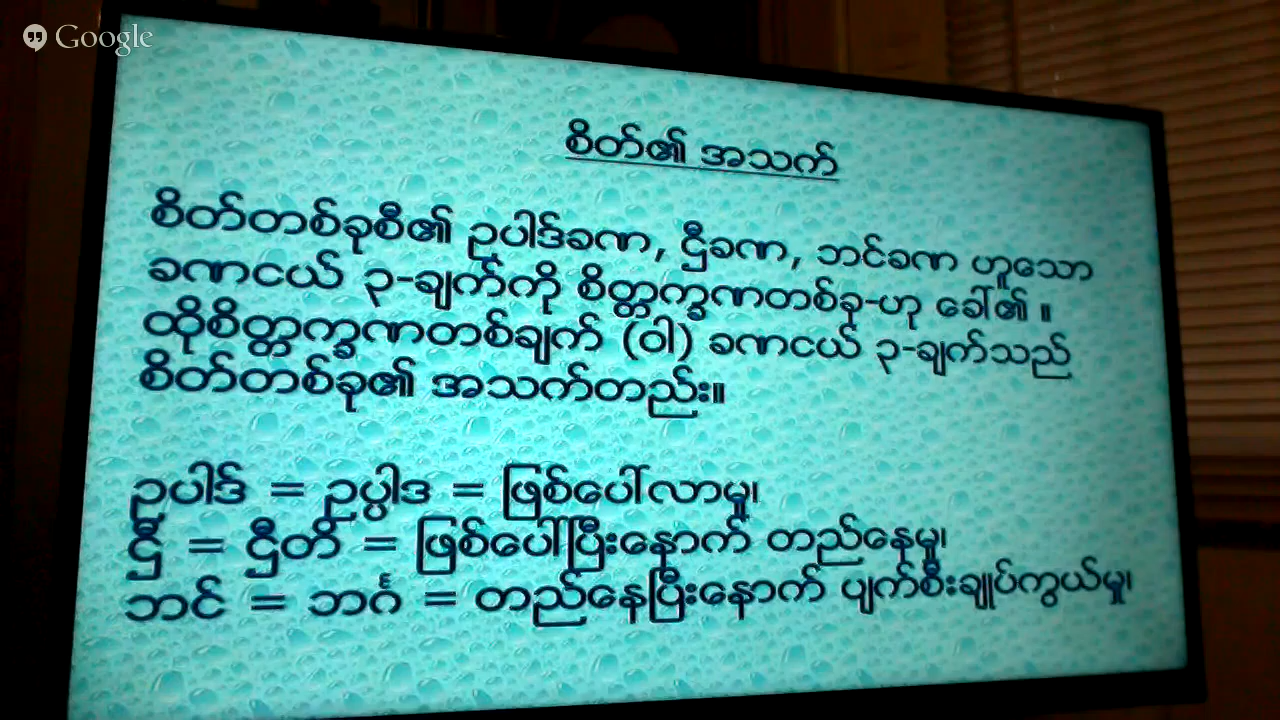 Google
စိတ်၏ အသက်
စိတ်တစ်ခုစီ၏ ဥပါဒ်ခဏ, ဌီခဏ, ဘင်ခဏ ဟူသော
ခဏငယ် ၃-ချက်ကို စိတ္တက္ခဏတစ်ခု-ဟု ခေါ်၏ ။
ထိုစိတ္တက္ခဏတစ်ချက် (ဝါ) ခဏငယ် ၃-ချက်သည်
စိတ်တစ်ခု၏ အသက်တည်း။
ဥပါဒ် = ဥပ္ပါဒ = ဖြစ်ပေါ်လာမှု၊
ဌီ = ဌီတိ = ဖြစ်ပေါ်ပြီးနောက် တည်နေမှု၊
ဘင် = ဘင်္ဂ = တည်နေပြီးနောက် ပျက်စီးချုပ်ကွယ်မှု၊